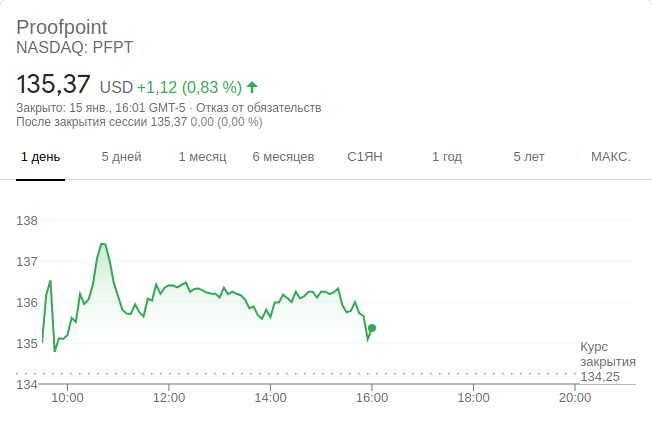 Proofpoint
NASDAQ: PFPT
135,37 USD +1,12 (0,83 %)
Закрыто: 15 янв., 16:01 GMT-5 · Отказ от обязательств
После закрытия сессии 135,37 0,00 (0,00 %)
1 день 5 дней 1 месяц 6 месяцев С1ЯН 1 год 5 лет МАКС.
138
137
136
135
Курс
закрытия
134,25
134
10:00 12:00 14:00 16:00 18:00 20:00